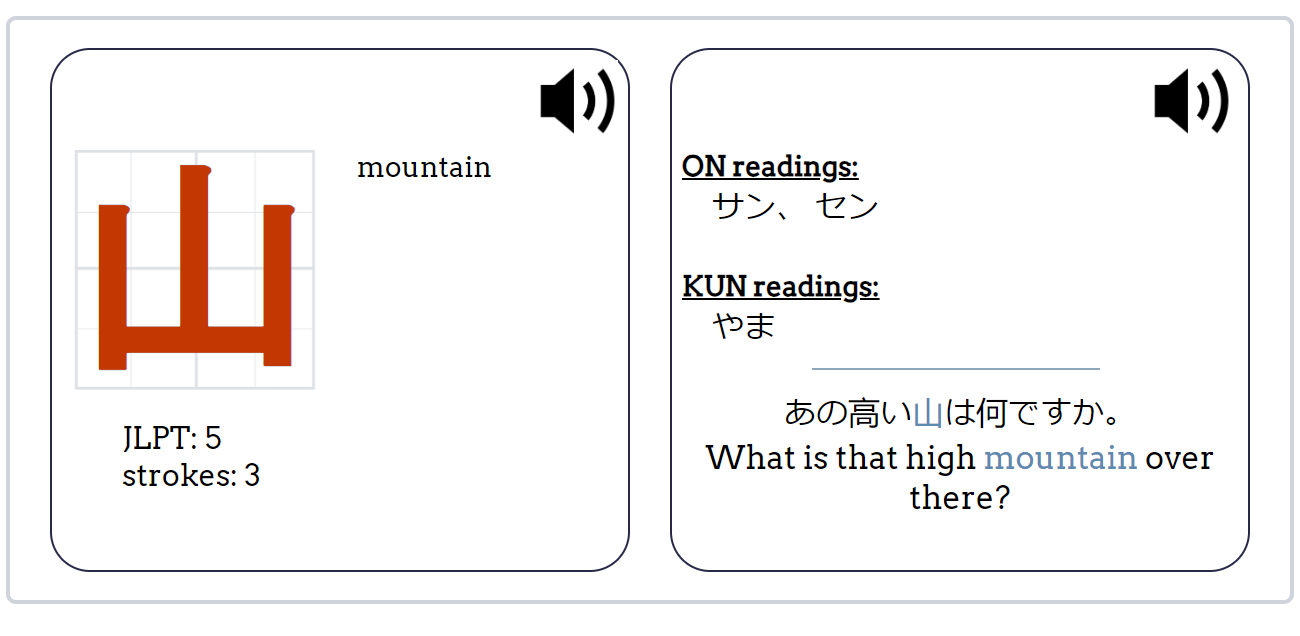 山
mountain
JLPT: 5
strokes: 3
ON readings:
サン、 セン
KUN readings:
やま
あの高い山は何ですか。
What is that high mountain over
there?